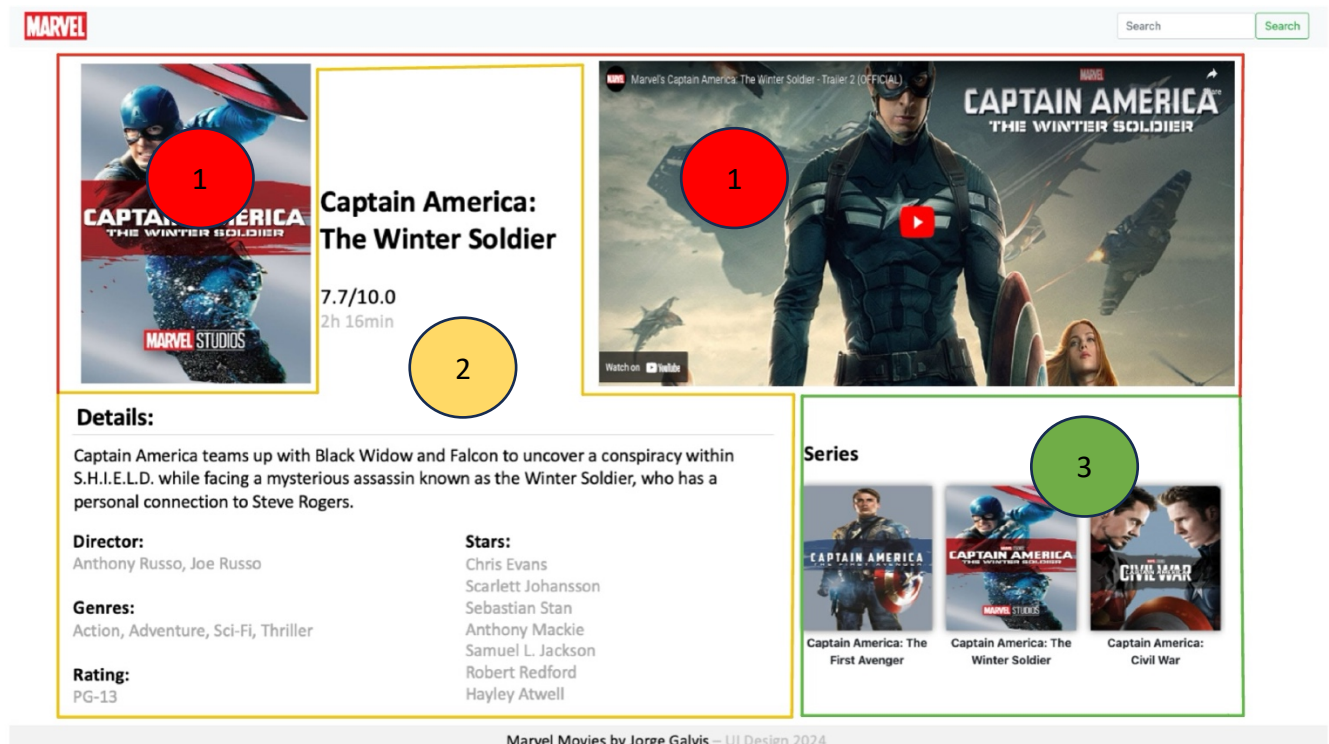 MARVEL
Search
Search
1
CAPTAIN AMERICA
THE WINTER SOLDIER
MARVEL STUDIOS
Captain America:
The Winter Soldier
7.7/10.0
2h 16min
2
Marvel's Captain America: The Winter Soldier - Trailer 2 (OFFICIAL)
MARVEL
CAPTAIN AMERICA
THE WINTER SOLDIER
1
Watch on YouTube
Details:
Captain America teams up with Black Widow and Falcon to uncover a conspiracy within
S.H.I.E.L.D. while facing a mysterious assassin known as the Winter Soldier, who has a
personal connection to Steve Rogers.
Director:
Anthony Russo, Joe Russo
Genres:
Action, Adventure, Sci-Fi, Thriller
Rating:
PG-13
Stars:
Chris Evans
Scarlett Johansson
Sebastian Stan
Anthony Mackie
Samuel L. Jackson
Robert Redford
Hayley Atwell
Series
3
CAPTAIN AMERICA
THE FIRST AVENGER
CAPTAIN AMERICA
THE WINTER SOLDIER
MARVEL STUDIOS
CIVIL WAR
Captain America: The
First Avenger
Captain America: The
Winter Soldier
Captain America:
Civil War
Marvel Movies by Jorge Galvis – UI Design 2024